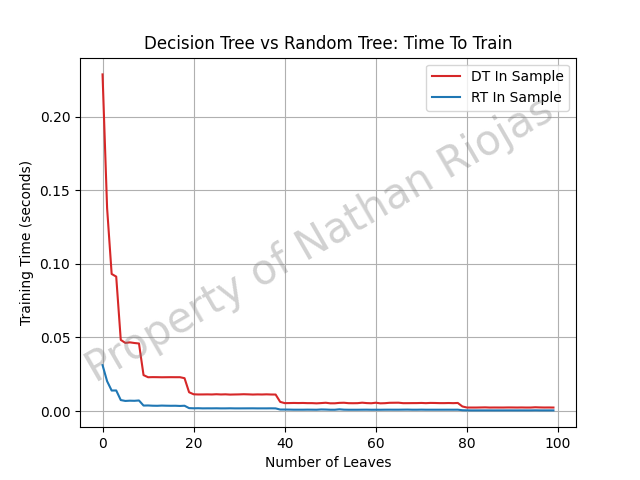 Decision Tree vs Random Tree: Time To Train
DT In Sample
RT In Sample
Property of Nathan Riojas
Training Time (seconds)
0.20
0.15
0.10
0.05
0.00
0 20 40 60 80 100
Number of Leaves